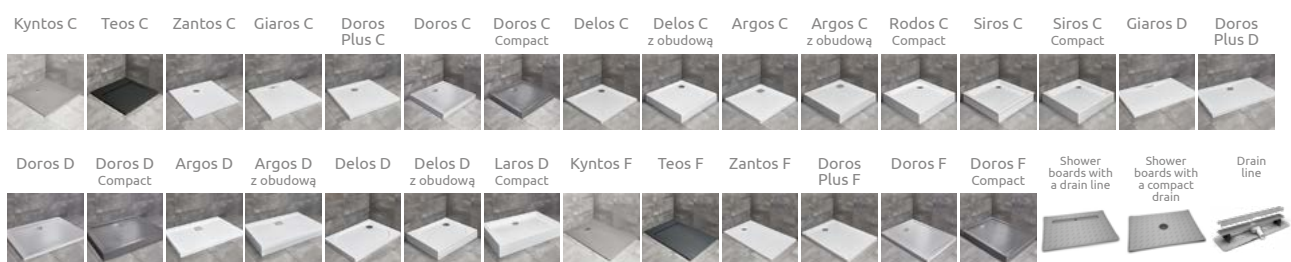 Kyntos C
Teos C
Zantos C
Giaros C
Doros
Plus C
Doros C
Doros C
Compact
Delos C
Delos C
z obudową
Argos C
Argos C
z obudową
Rodos C
Compact
Siros C
Siros C
Compact
Giaros D
Doros
Plus D
Doros D
Doros D
Compact
Argos D
Argos D
z obudową
Delos D
Delos D
z obudową
Laros D
Compact
Kyntos F
Teos F
Zantos F
Doros
Plus F
Doros F
Doros F
Compact
Shower
boards with
a drain line
Shower
boards with
a compact
drain
Drain
line